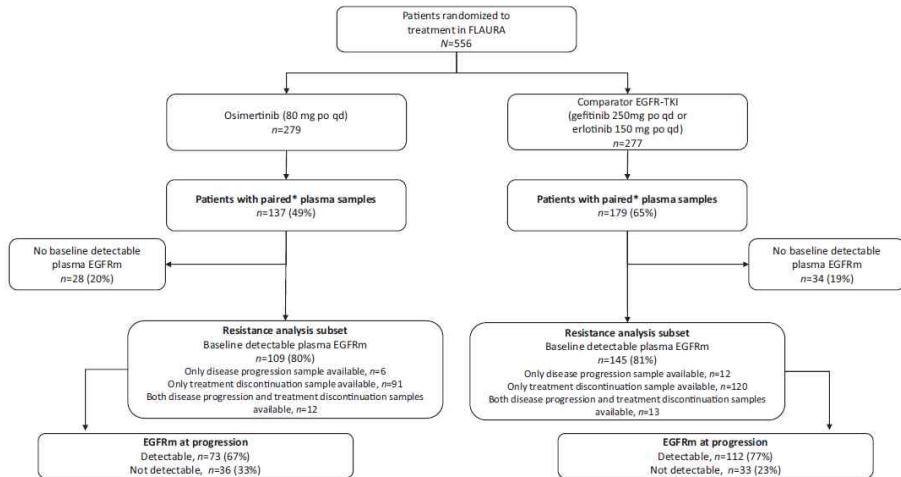 Patients randomized to
treatment in FLAURA
N=556
Osimertinib (80 mg po qd)
n=279
Comparator EGFR-TKI
(gefitinib 250mg po qd or
erlotinib 150 mg po qd)
n=277
Patients with paired* plasma samples
n=137 (49%)
Patients with paired* plasma samples
n=179 (65%)
No baseline detectable
plasma EGFRm
n=28 (20%)
No baseline detectable
plasma EGFRm
n=34 (19%)
Resistance analysis subset
Baseline detectable plasma EGFRm
n=109 (80%)
Only disease progression sample available, n=6
Only treatment discontinuation sample available, n=91
Both disease progression and treatment discontinuation samples
available, n=12
Resistance analysis subset
Baseline detectable plasma EGFRm
n=145 (81%)
Only disease progression sample available, n=12
Only treatment discontinuation sample available, n=120
Both disease progression and treatment discontinuation samples
available, n=13
EGFRm at progression
Detectable, n=73 (67%)
Not detectable, n=36 (33%)
EGFRm at progression
Detectable, n=112 (77%)
Not detectable, n=33 (23%)